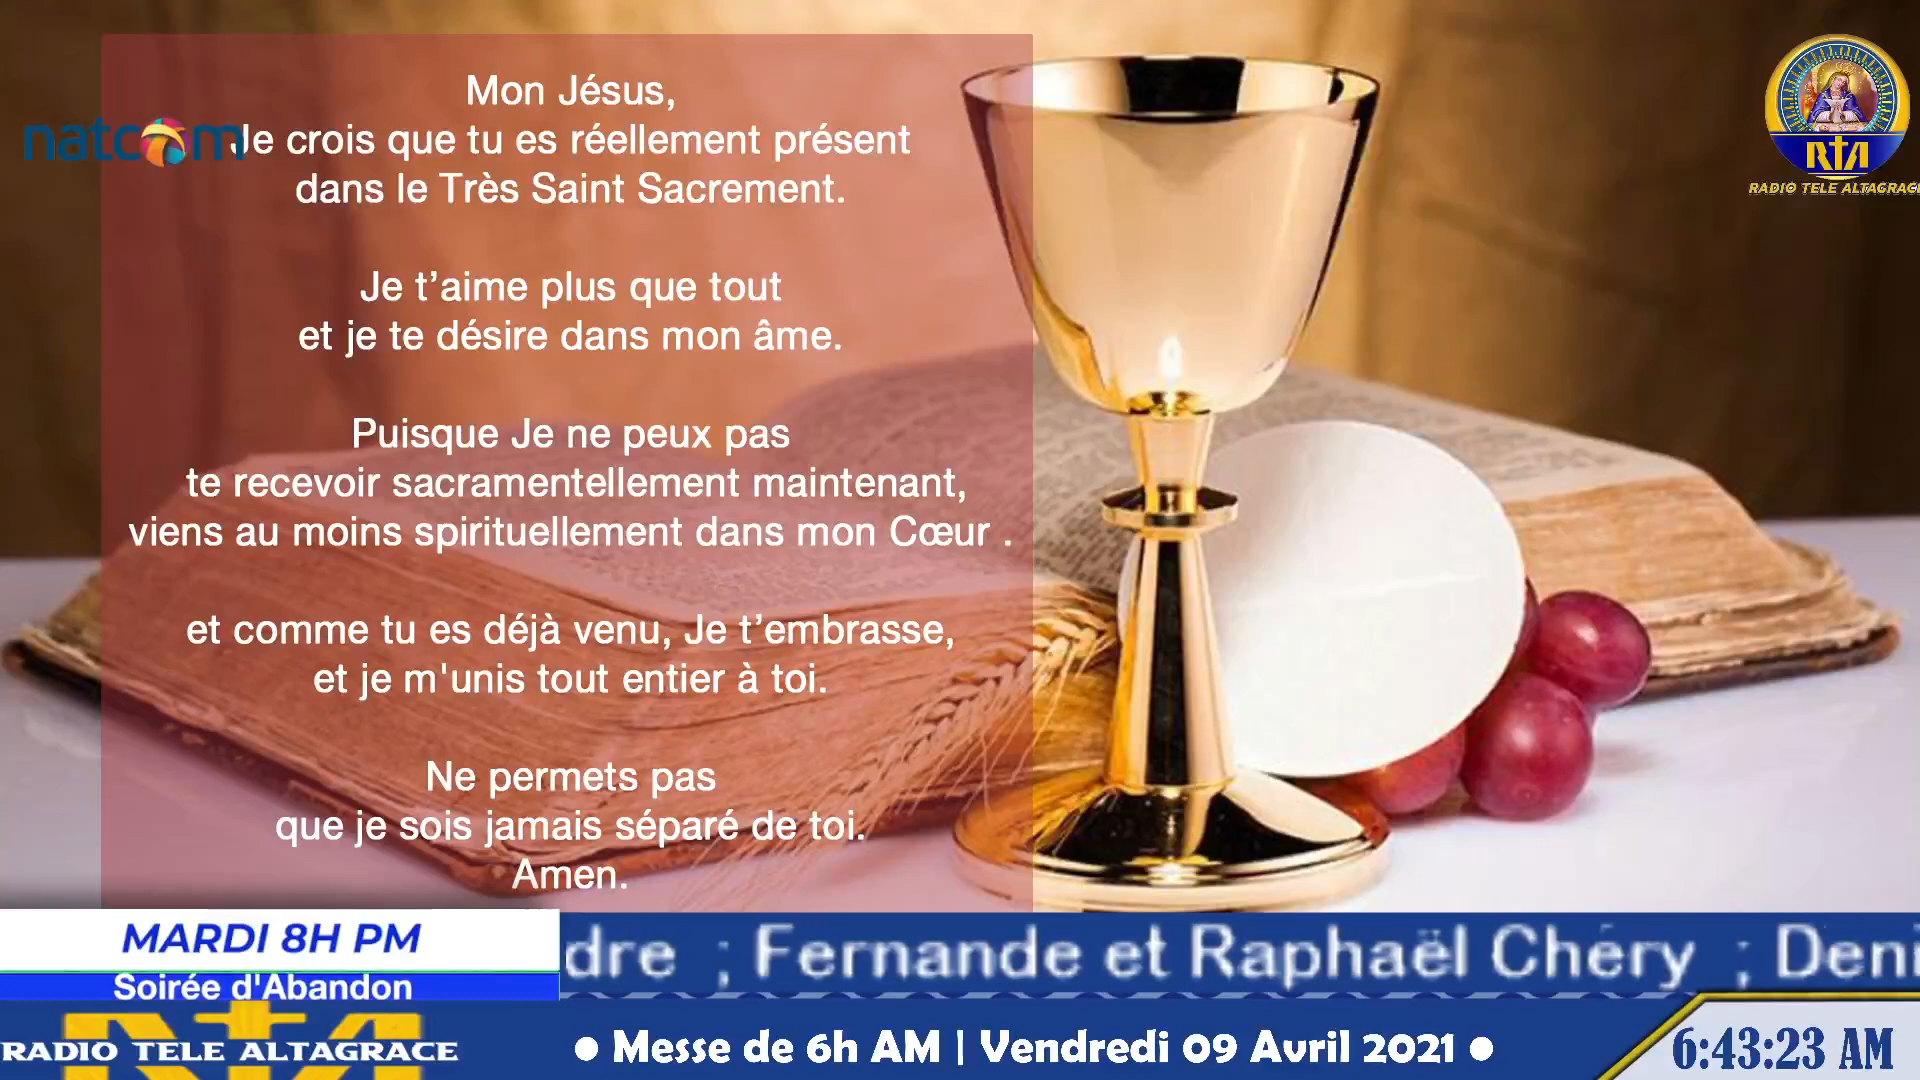 Mon Jésus,
Je crois que tu es réellement présent
dans le Très Saint Sacrement.
Je t’aime plus que tout
et je te désire dans mon âme.
Puisque Je ne peux pas
te recevoir sacramentellement maintenant,
viens au moins spirituellement dans mon Cœur .
et comme tu es déjà venu, Je t’embrasse,
et je m'unis tout entier à toi.
Ne permets pas
que je sois jamais séparé de toi.
Amen.
natcom
RTA
RADIO TELE ALTAGRACE
MARDI 8H PM
Soirée d'Abandon
dre ; Fernande et Raphaël Chéry ; Deni
RADIO TELE ALTAGRACE
● Messe de 6h AM | Vendredi 09 Avril 2021 ●
6:43:23 AM